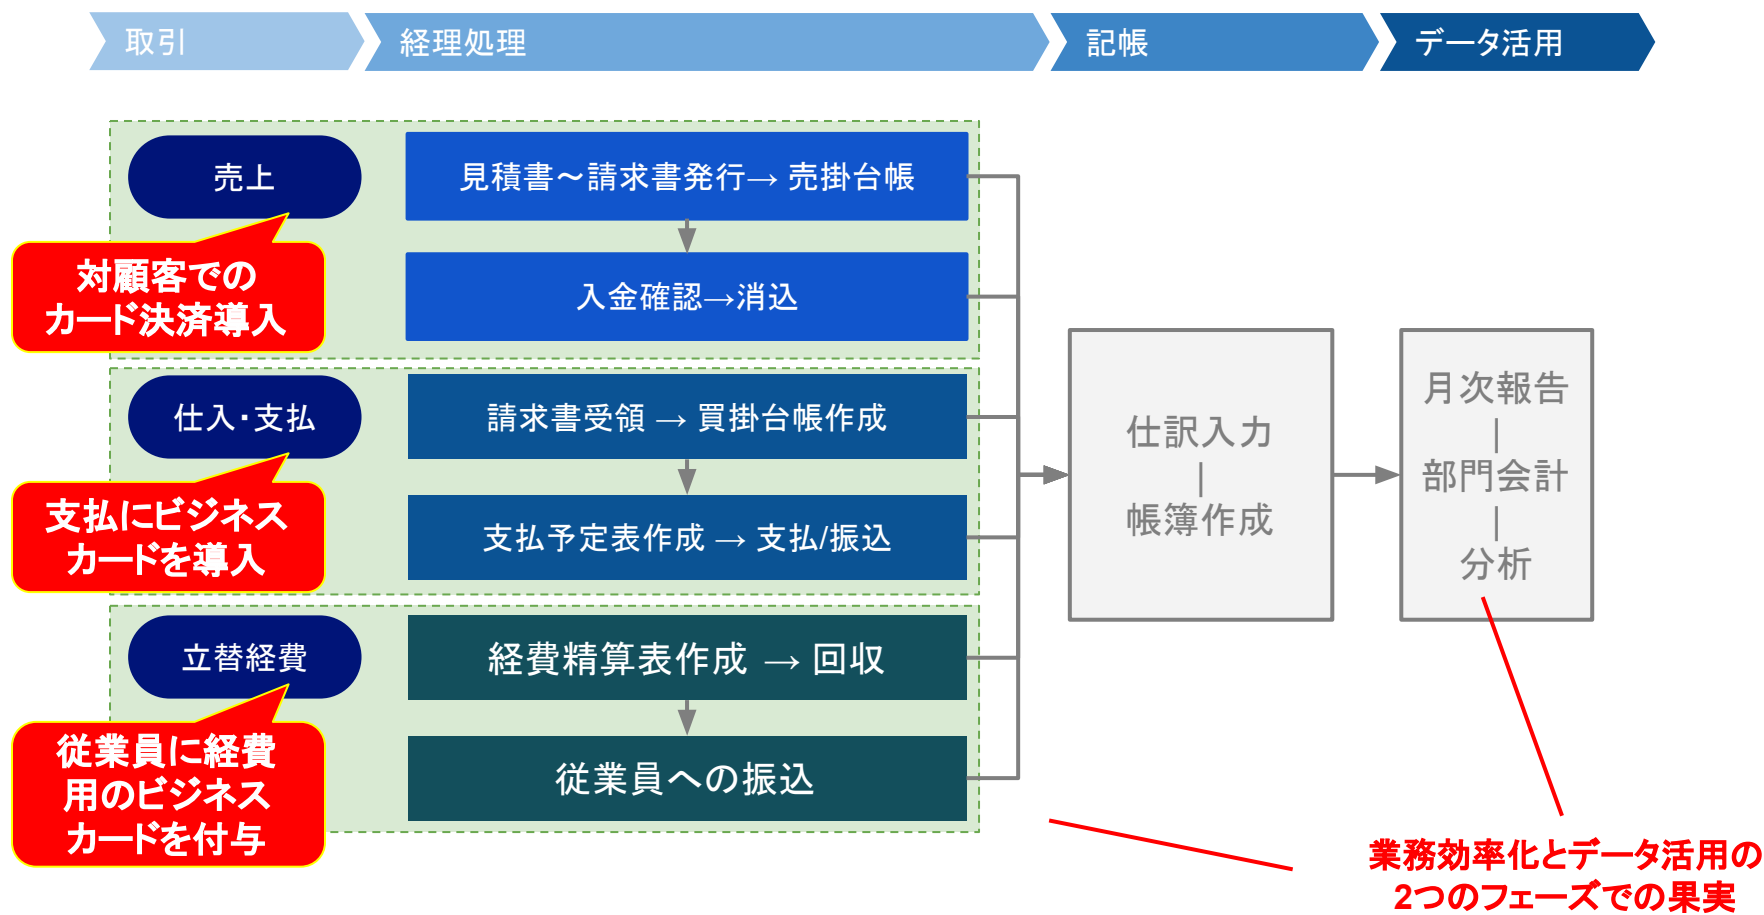 取引
経理処理
記帳
データ活用
売上
見積書～請求書発行→ 売掛台帳
対顧客での
カード決済導入
入金確認→消込
仕入・支払
請求書受領 → 買掛台帳作成
支払にビジネス
カードを導入
支払予定表作成 → 支払/振込
立替経費
経費精算表作成 → 回収
従業員に経費
用のビジネス
カードを付与
従業員への振込
仕訳入力
｜
帳簿作成
月次報告
｜
部門会計
｜
分析
業務効率化とデータ活用の
2つのフェーズでの果実